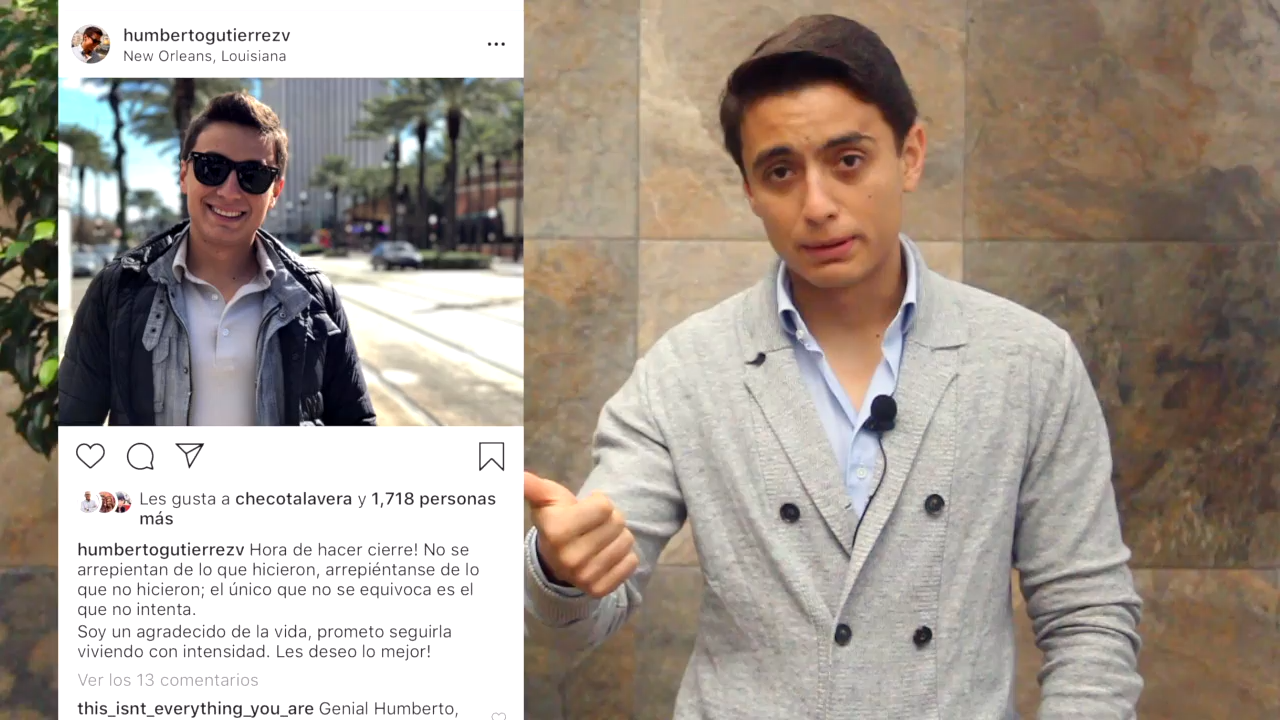 humbertogutierrezv
New Orleans, Louisiana
Les gusta a checotalavera y 1,718 personas
más
humbertogutierrezv Hora de hacer cierre! No se
arrepientan de lo que hicieron, arrepiéntanse de lo
que no hicieron; el único que no se equivoca es el
que no intenta.
Soy un agradecido de la vida, prometo seguirla
viviendo con intensidad. Les deseo lo mejor!
Ver los 13 comentarios
this_isnt_everything_you_are Genial Humberto,